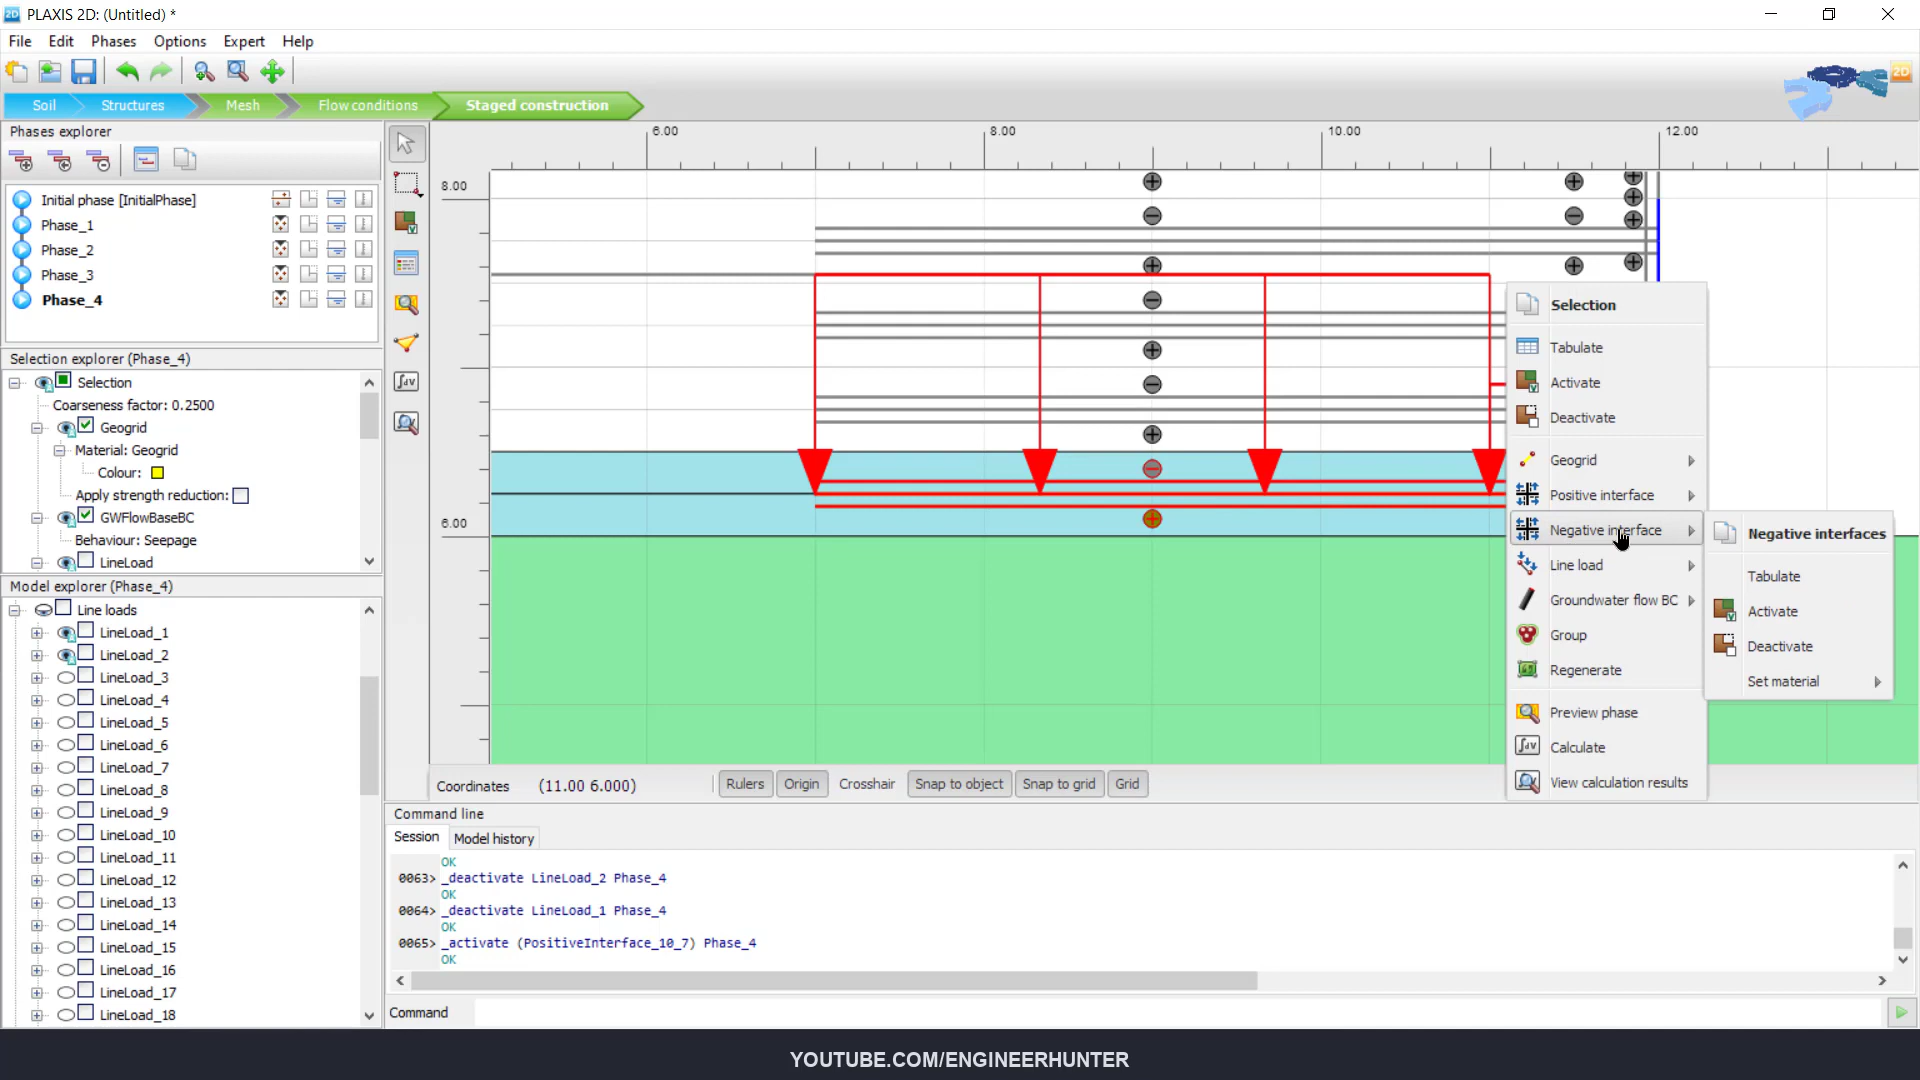 PLAXIS 2D: (Untitled) *
File Edit Phases Options Expert Help
Soil Structures Mesh Flow conditions Staged construction
Phases explorer
Initial phase [InitialPhase]
Phase_1
Phase_2
Phase_3
Phase_4
Selection explorer (Phase_4)
Selection
Coarseness factor: 0.2500
Geogrid
Material: Geogrid
Colour:
Apply strength reduction:
GWFlowBaseBC
Behaviour: Seepage
LineLoad
Model explorer (Phase_4)
Line loads
LineLoad_1
LineLoad_2
LineLoad_3
LineLoad_4
LineLoad_5
LineLoad_6
LineLoad_7
LineLoad_8
LineLoad_9
LineLoad_10
LineLoad_11
LineLoad_12
LineLoad_13
LineLoad_14
LineLoad_15
LineLoad_16
LineLoad_17
LineLoad_18
6.00 8.00 10.00 12.00
8.00
6.00
Selection
Tabulate
Activate
Deactivate
Geogrid
Positive interface
Negative interface
Line load
Groundwater flow BC
Group
Regenerate
Preview phase
Calculate
View calculation results
Negative interfaces
Tabulate
Activate
Deactivate
Set material
Coordinates (11.00 6.000) Rulers Origin Crosshair Snap to object Snap to grid Grid
Command line
Session Model history
OK
0063> _deactivate LineLoad_2 Phase_4
OK
0064> _deactivate LineLoad_1 Phase_4
OK
0065> _activate (PositiveInterface_10_7) Phase_4
OK
Command
YOUTUBE.COM/ENGINEERHUNTER
2D
2D